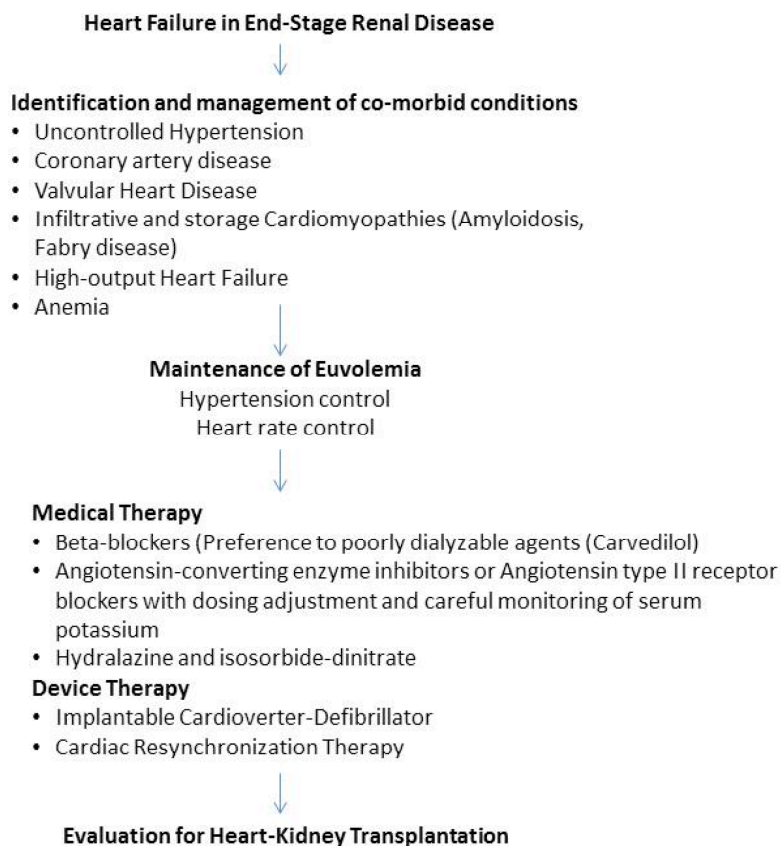 Heart Failure in End-Stage Renal Disease
Identification and management of co-morbid conditions
• Uncontrolled Hypertension
• Coronary artery disease
• Valvular Heart Disease
• Infiltrative and storage Cardiomyopathies (Amyloidosis,
Fabry disease)
• High-output Heart Failure
• Anemia
Maintenance of Euvolemia
Hypertension control
Heart rate control
Medical Therapy
• Beta-blockers (Preference to poorly dialyzable agents (Carvedilol)
• Angiotensin-converting enzyme inhibitors or Angiotensin type II receptor
blockers with dosing adjustment and careful monitoring of serum
potassium
• Hydralazine and isosorbide-dinitrate
Device Therapy
• Implantable Cardioverter-Defibrillator
• Cardiac Resynchronization Therapy
Evaluation for Heart-Kidney Transplantation